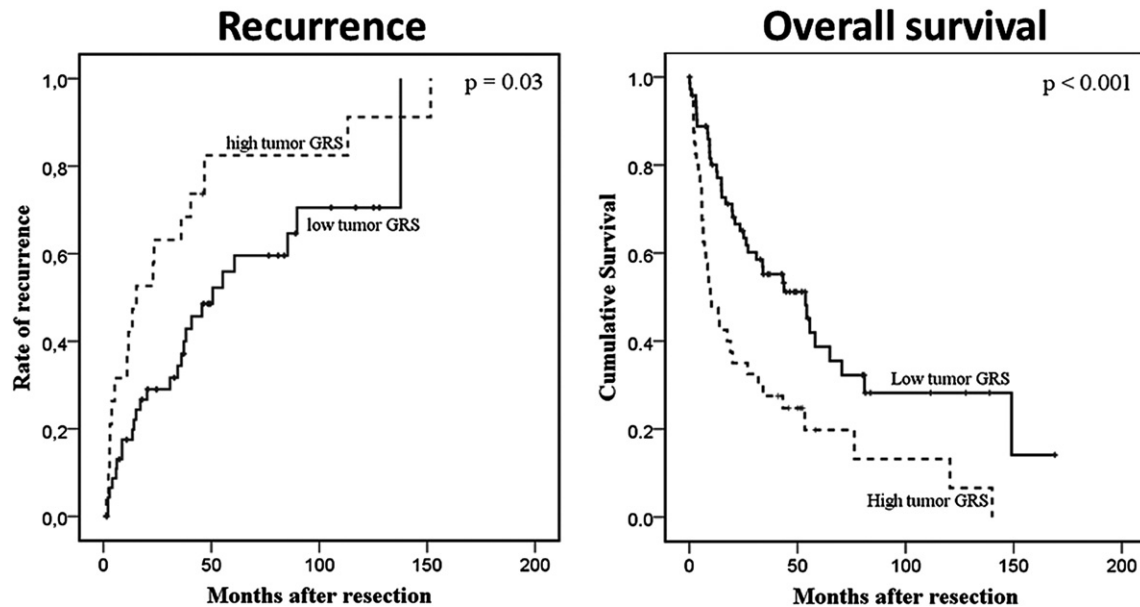 Recurrence
p = 0.03
Rate of recurrence
1,0
0,8
0,6
0,4
0,2
0,0
high tumor GRS
low tumor GRS
0
50
100
150
200
Months after resection
Overall survival
p < 0.001
Cumulative Survival
1.0
0.8
0.6
0.4
0.2
0.0
Low tumor GRS
High tumor GRS
0
50
100
150
200
Months after resection